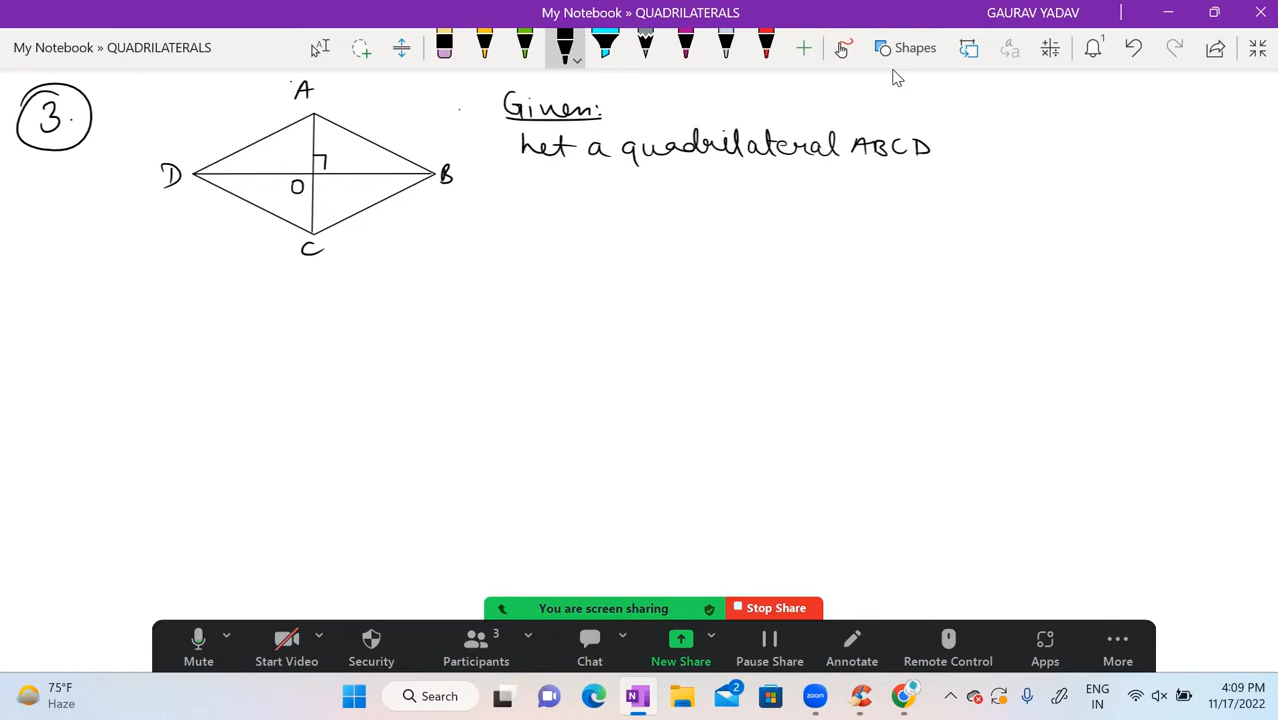 My Notebook » QUADRILATERALS
GAURAV YADAV
My Notebook » QUADRILATERALS
Shapes
3.
A
Given:
Let a quadrilateral ABCD
D
O
B
C
You are screen sharing
Stop Share
Mute
Start Video
Security
3
Participants
Chat
New Share
Pause Share
Annotate
Remote Control
Apps
More
75°F
Haze
Search
2
ENG
IN
4:09 PM
11/17/2022